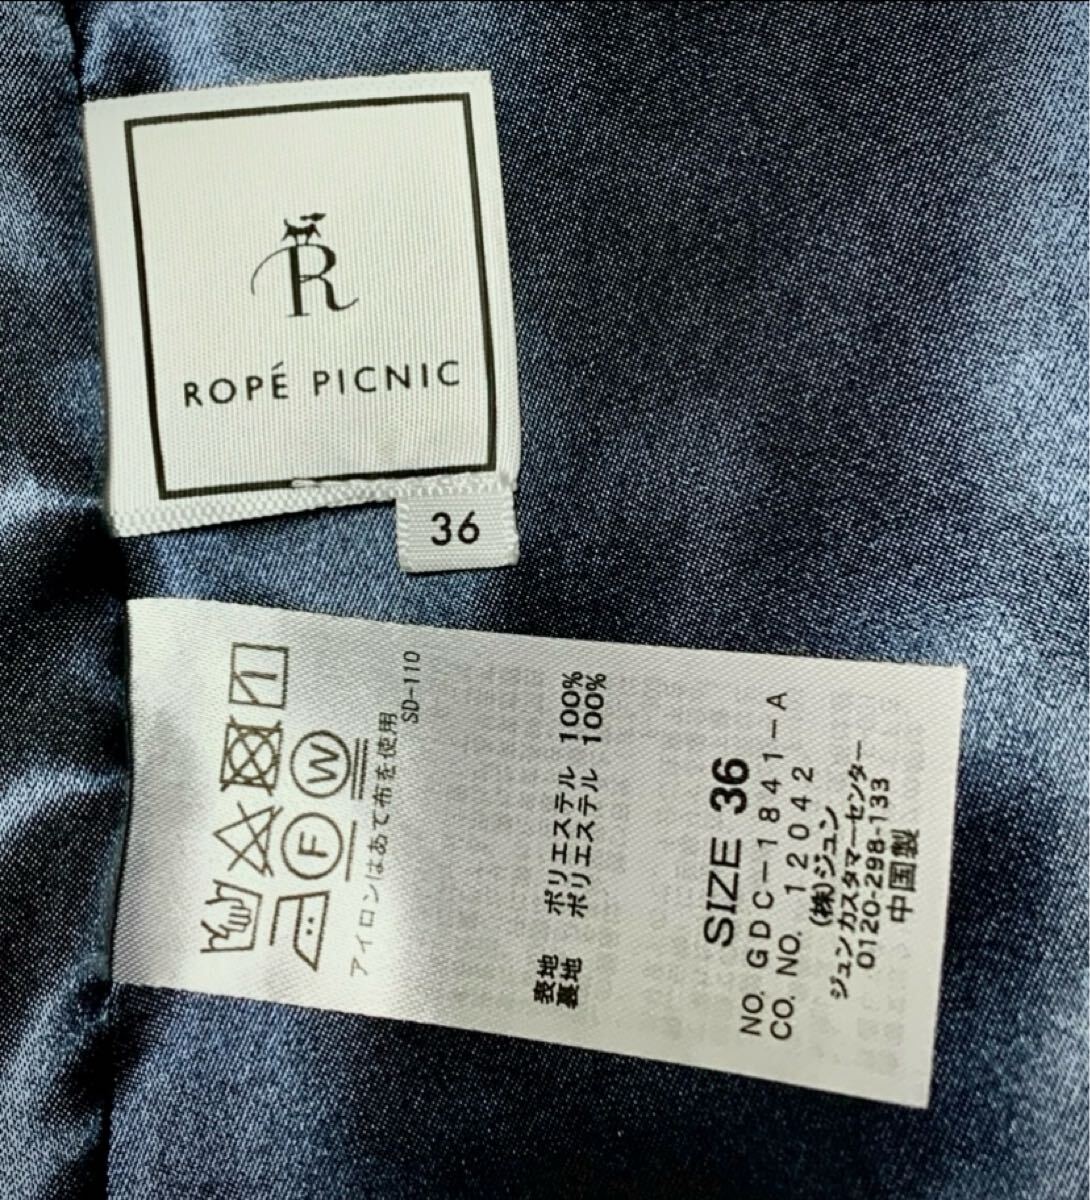 R
ROPÉ PICNIC
36
F W
アイロンはあて布を使用
SD-110
表地 ポリエステル 100%
裏地 ポリエステル 100%
SIZE 36
NO. GDC-1841-A
CO. NO. 12042
(株)ジュン
ジュンカスタマーセンター
0120-298-133
中国製